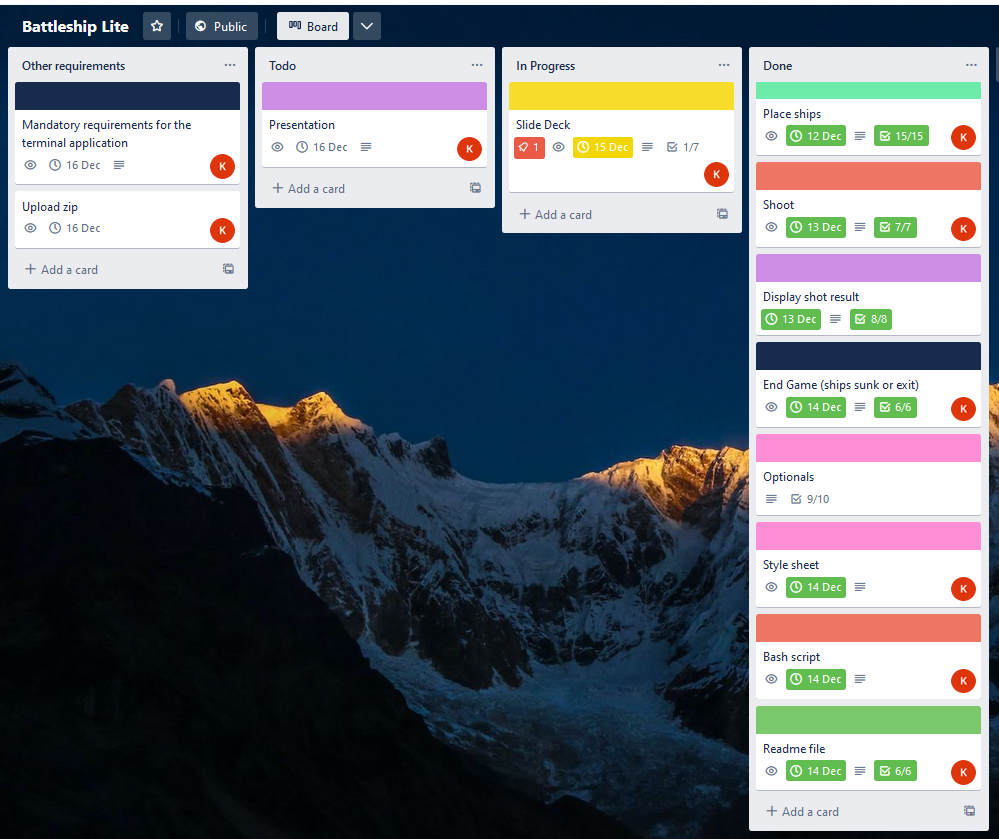 Battleship Lite
Public
Board
Other requirements
Mandatory requirements for the
terminal application
16 Dec
K
Upload zip
16 Dec
K
+ Add a card
Todo
Presentation
16 Dec
K
+ Add a card
In Progress
Slide Deck
1
15 Dec
1/7
K
+ Add a card
Done
Place ships
12 Dec
15/15
K
Shoot
13 Dec
7/7
K
Display shot result
13 Dec
8/8
End Game (ships sunk or exit)
14 Dec
6/6
K
Optionals
9/10
Style sheet
14 Dec
K
Bash script
14 Dec
K
Readme file
14 Dec
6/6
K
+ Add a card